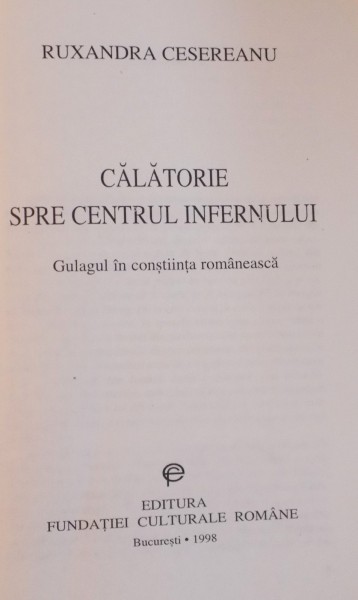 RUXANDRA CESEREANU
CĂLĂTORIE
SPRE CENTRUL INFERNULUI
Gulagul în conștiința românească
EDITURA
FUNDAȚIEI CULTURALE ROMÂNE
București • 1998